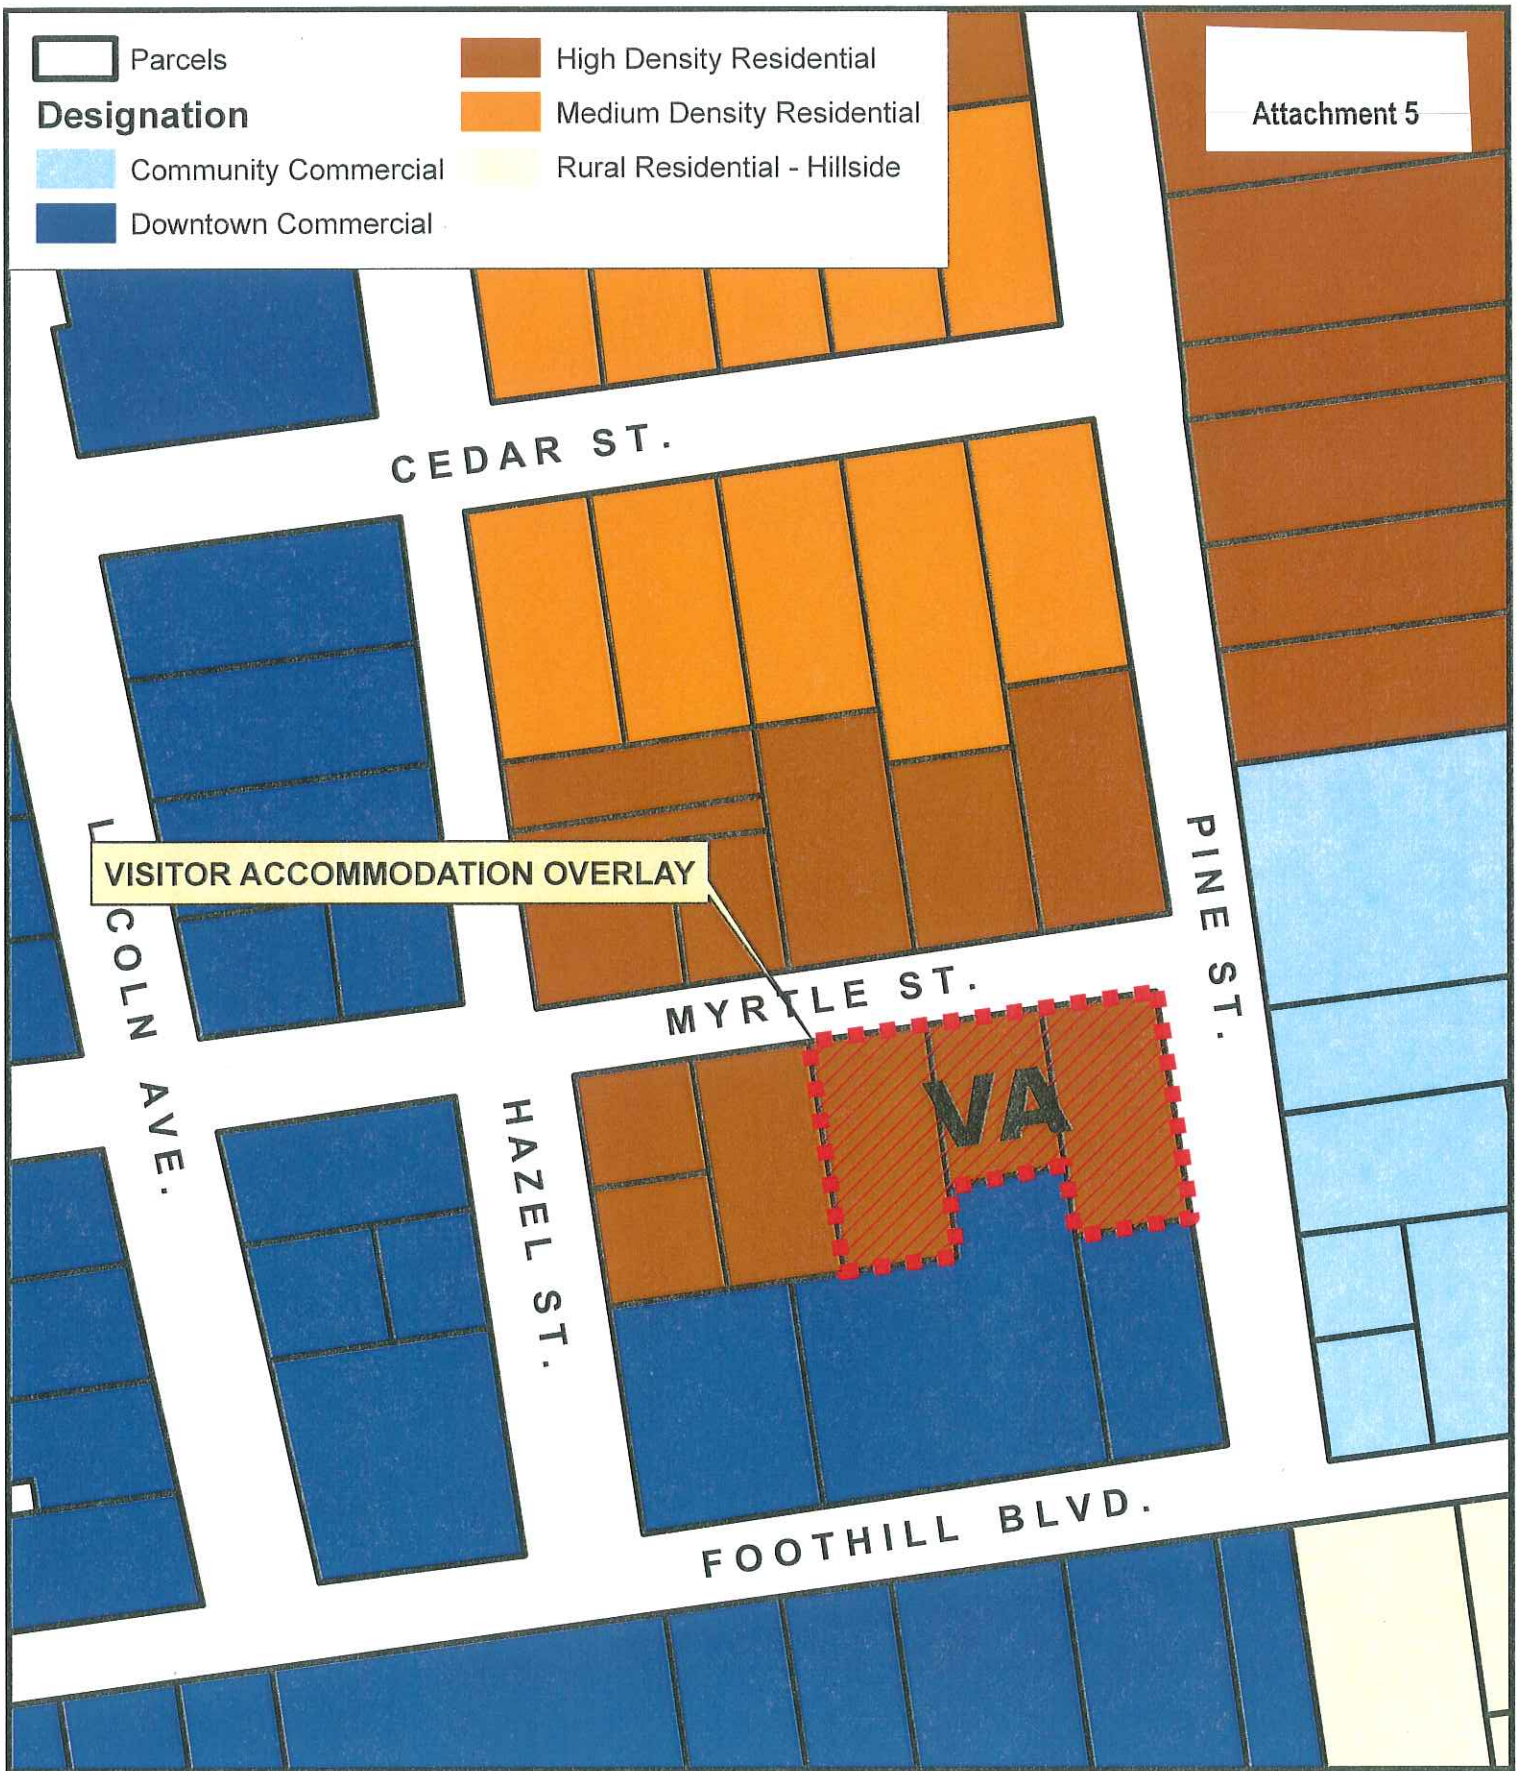 Parcels
Designation
Community Commercial
Downtown Commercial
High Density Residential
Medium Density Residential
Rural Residential - Hillside
Attachment 5
CEDAR ST.
VISITOR ACCOMMODATION OVERLAY
L COLN AVE.
PINE ST.
MYRTLE ST.
VA
HAZEL ST.
FOOTHILL BLVD.